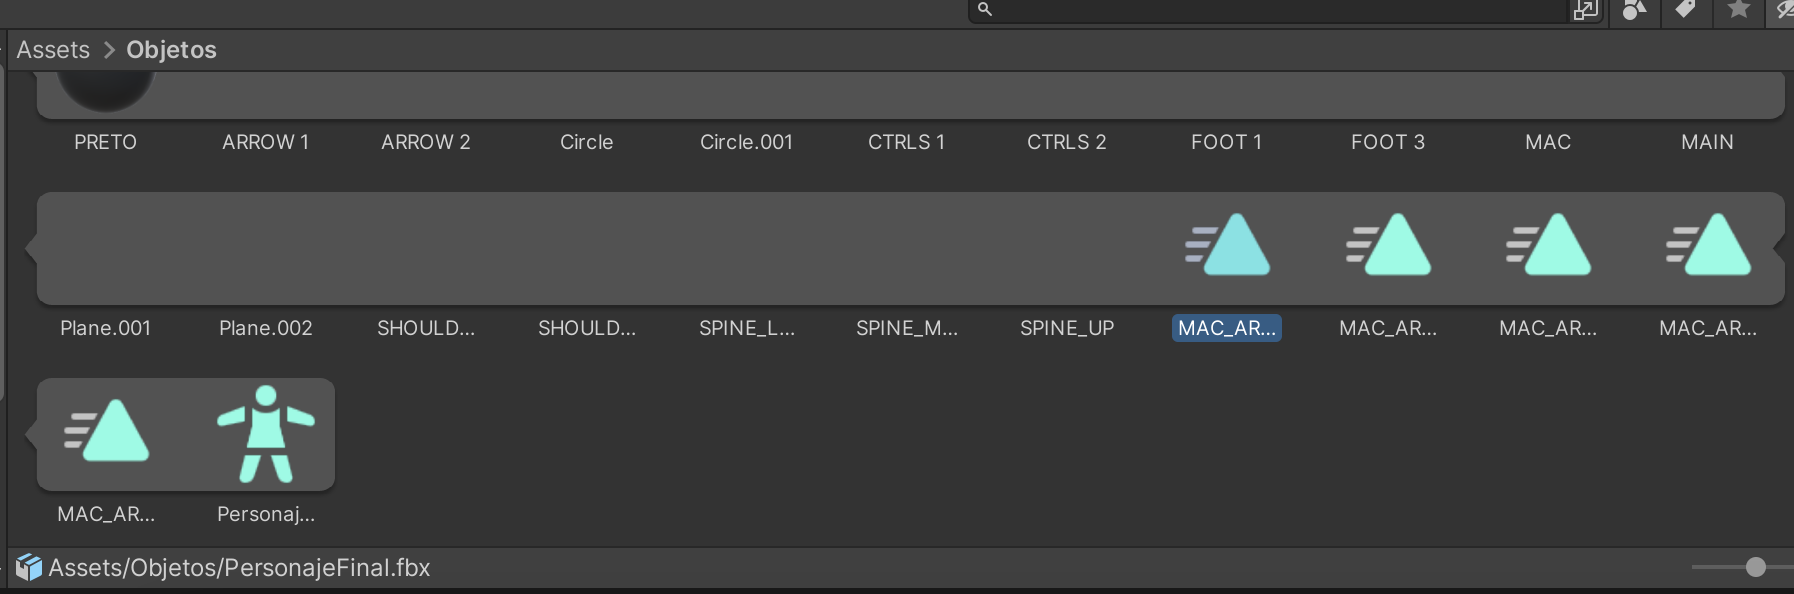 Assets > Objetos
PRETO ARROW 1 ARROW 2 Circle Circle.001 CTRLS 1 CTRLS 2 FOOT 1 FOOT 3 MAC MAIN
Plane.001 Plane.002 SHOULD... SHOULD... SPINE_L... SPINE_M... SPINE_UP MAC_AR... MAC_AR... MAC_AR... MAC_AR...
MAC_AR... Personaj...
Assets/Objetos/PersonajeFinal.fbx